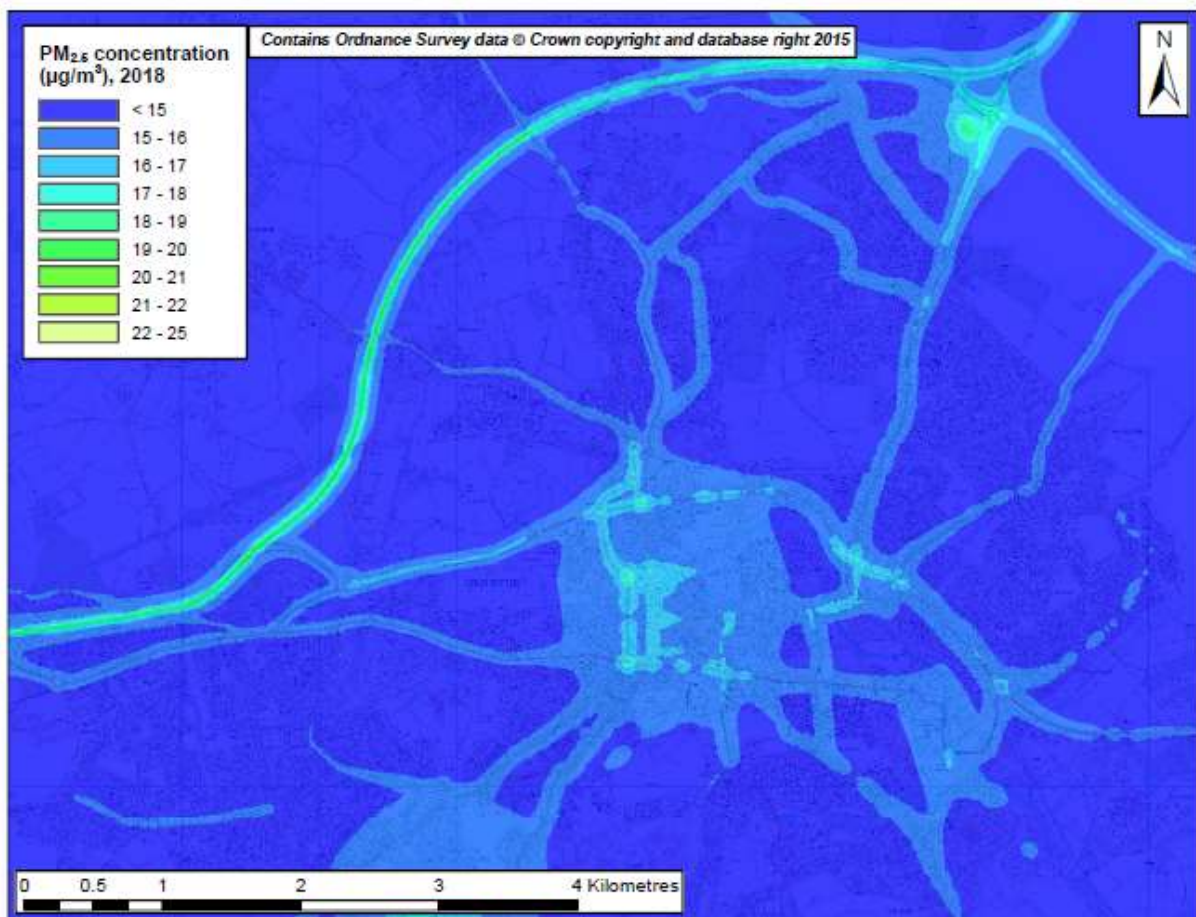 Contains Ordnance Survey data © Crown copyright and database right 2015
PM2.5 concentration
(µg/m³), 2018
< 15
15 - 16
16 - 17
17 - 18
18 - 19
19 - 20
20 - 21
21 - 22
22 - 25
N
0 0.5 1 2 3 4 Kilometres